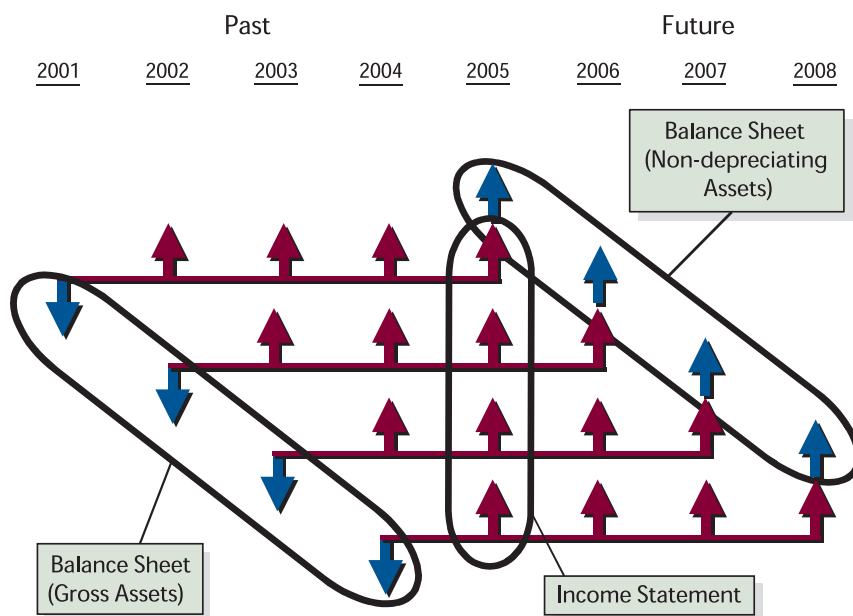 Past
Future
2001 2002 2003 2004 2005 2006 2007 2008
Balance Sheet
(Non-depreciating
Assets)
Balance Sheet
(Gross Assets)
Income Statement